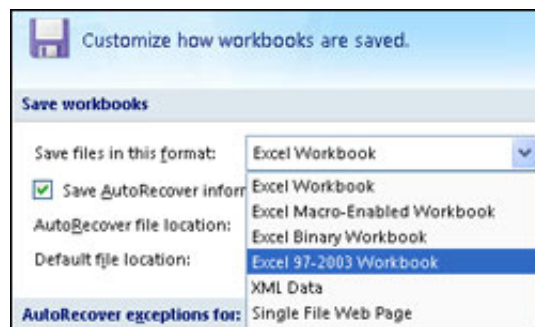 Customize how workbooks are saved.
Save workbooks
Save files in this format:
Excel Workbook
Save AutoRecover infor
Excel Workbook
Excel Macro-Enabled Workbook
AutoRecover file location:
Excel Binary Workbook
Default file location:
Excel 97-2003 Workbook
XML Data
AutoRecover exceptions for:
Single File Web Page